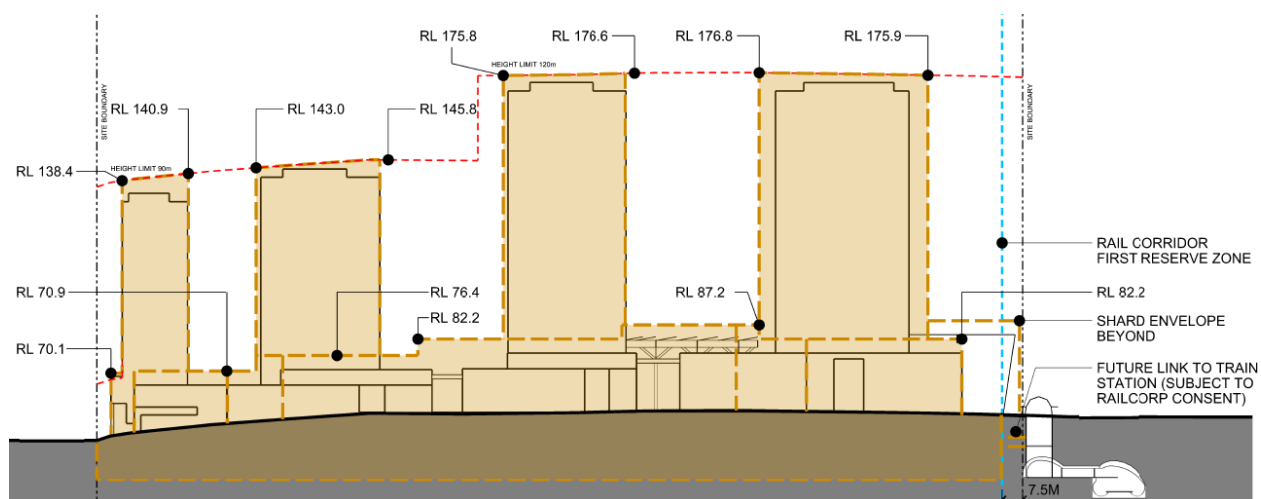 RL 175.8
HEIGHT LIMIT 120m
RL 176.6
RL 176.8
RL 175.9
SITE BOUNDARY
RL 140.9
RL 143.0
RL 145.8
SITE BOUNDARY
RL 138.4
HEIGHT LIMIT 90m
RAIL CORRIDOR
FIRST RESERVE ZONE
RL 70.9
RL 76.4
RL 82.2
RL 87.2
RL 82.2
SHARD ENVELOPE
BEYOND
RL 70.1
FUTURE LINK TO TRAIN
STATION (SUBJECT TO
RAILCORP CONSENT)
7.5M